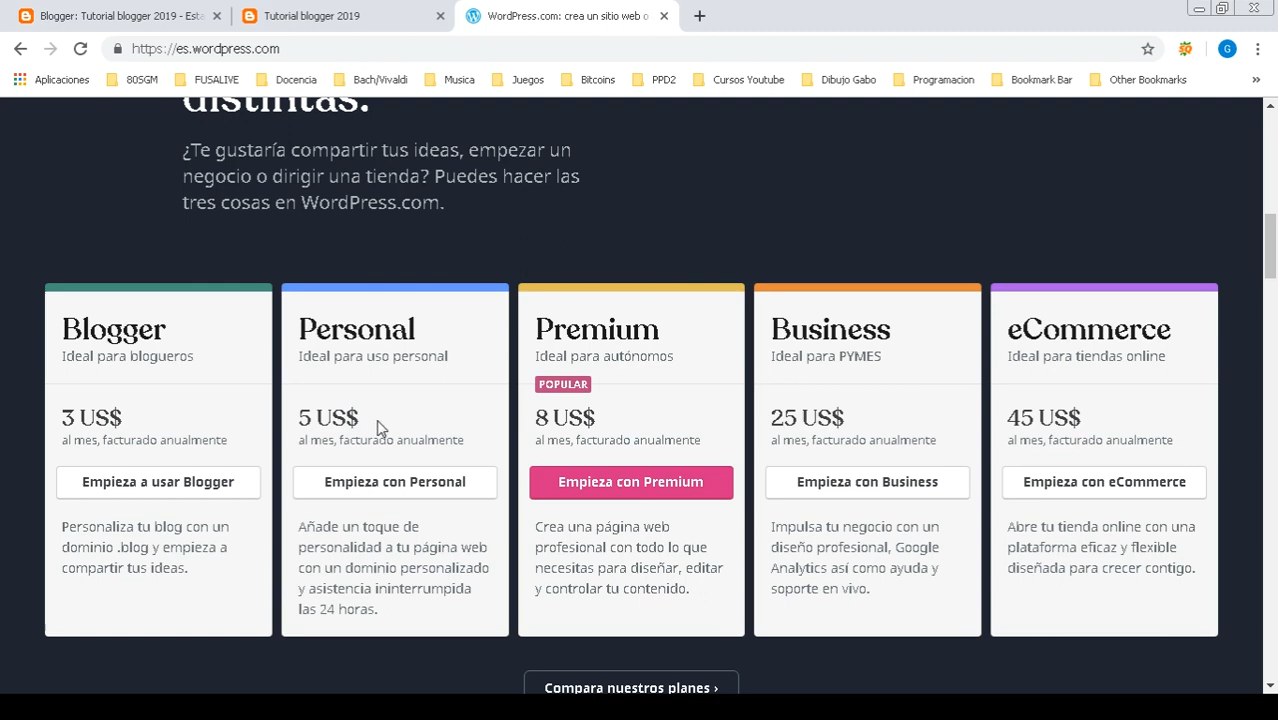 Blogger: Tutorial blogger 2019 - Esta
Tutorial blogger 2019
WordPress.com: crea un sitio web o
https://es.wordpress.com
G
Aplicaciones
80SGM
FUSALIVE
Docencia
Bach/Vivaldi
Musica
Juegos
Bitcoins
PPD2
Cursos Youtube
Dibujo Gabo
Programacion
Bookmark Bar
Other Bookmarks
distintas.
¿Te gustaría compartir tus ideas, empezar un
negocio o dirigir una tienda? Puedes hacer las
tres cosas en WordPress.com.
Blogger
Ideal para blogueros
3 US$
al mes, facturado anualmente
Empieza a usar Blogger
Personaliza tu blog con un
dominio .blog y empieza a
compartir tus ideas.
Personal
Ideal para uso personal
5 US$
al mes, facturado anualmente
Empieza con Personal
Añade un toque de
personalidad a tu página web
con un dominio personalizado
y asistencia ininterrumpida
las 24 horas.
Premium
Ideal para autónomos
POPULAR
8 US$
al mes, facturado anualmente
Empieza con Premium
Crea una página web
profesional con todo lo que
necesitas para diseñar, editar
y controlar tu contenido.
Business
Ideal para PYMES
25 US$
al mes, facturado anualmente
Empieza con Business
Impulsa tu negocio con un
diseño profesional, Google
Analytics así como ayuda y
soporte en vivo.
eCommerce
Ideal para tiendas online
45 US$
al mes, facturado anualmente
Empieza con eCommerce
Abre tu tienda online con una
plataforma eficaz y flexible
diseñada para crecer contigo.
Compara nuestros planes ›